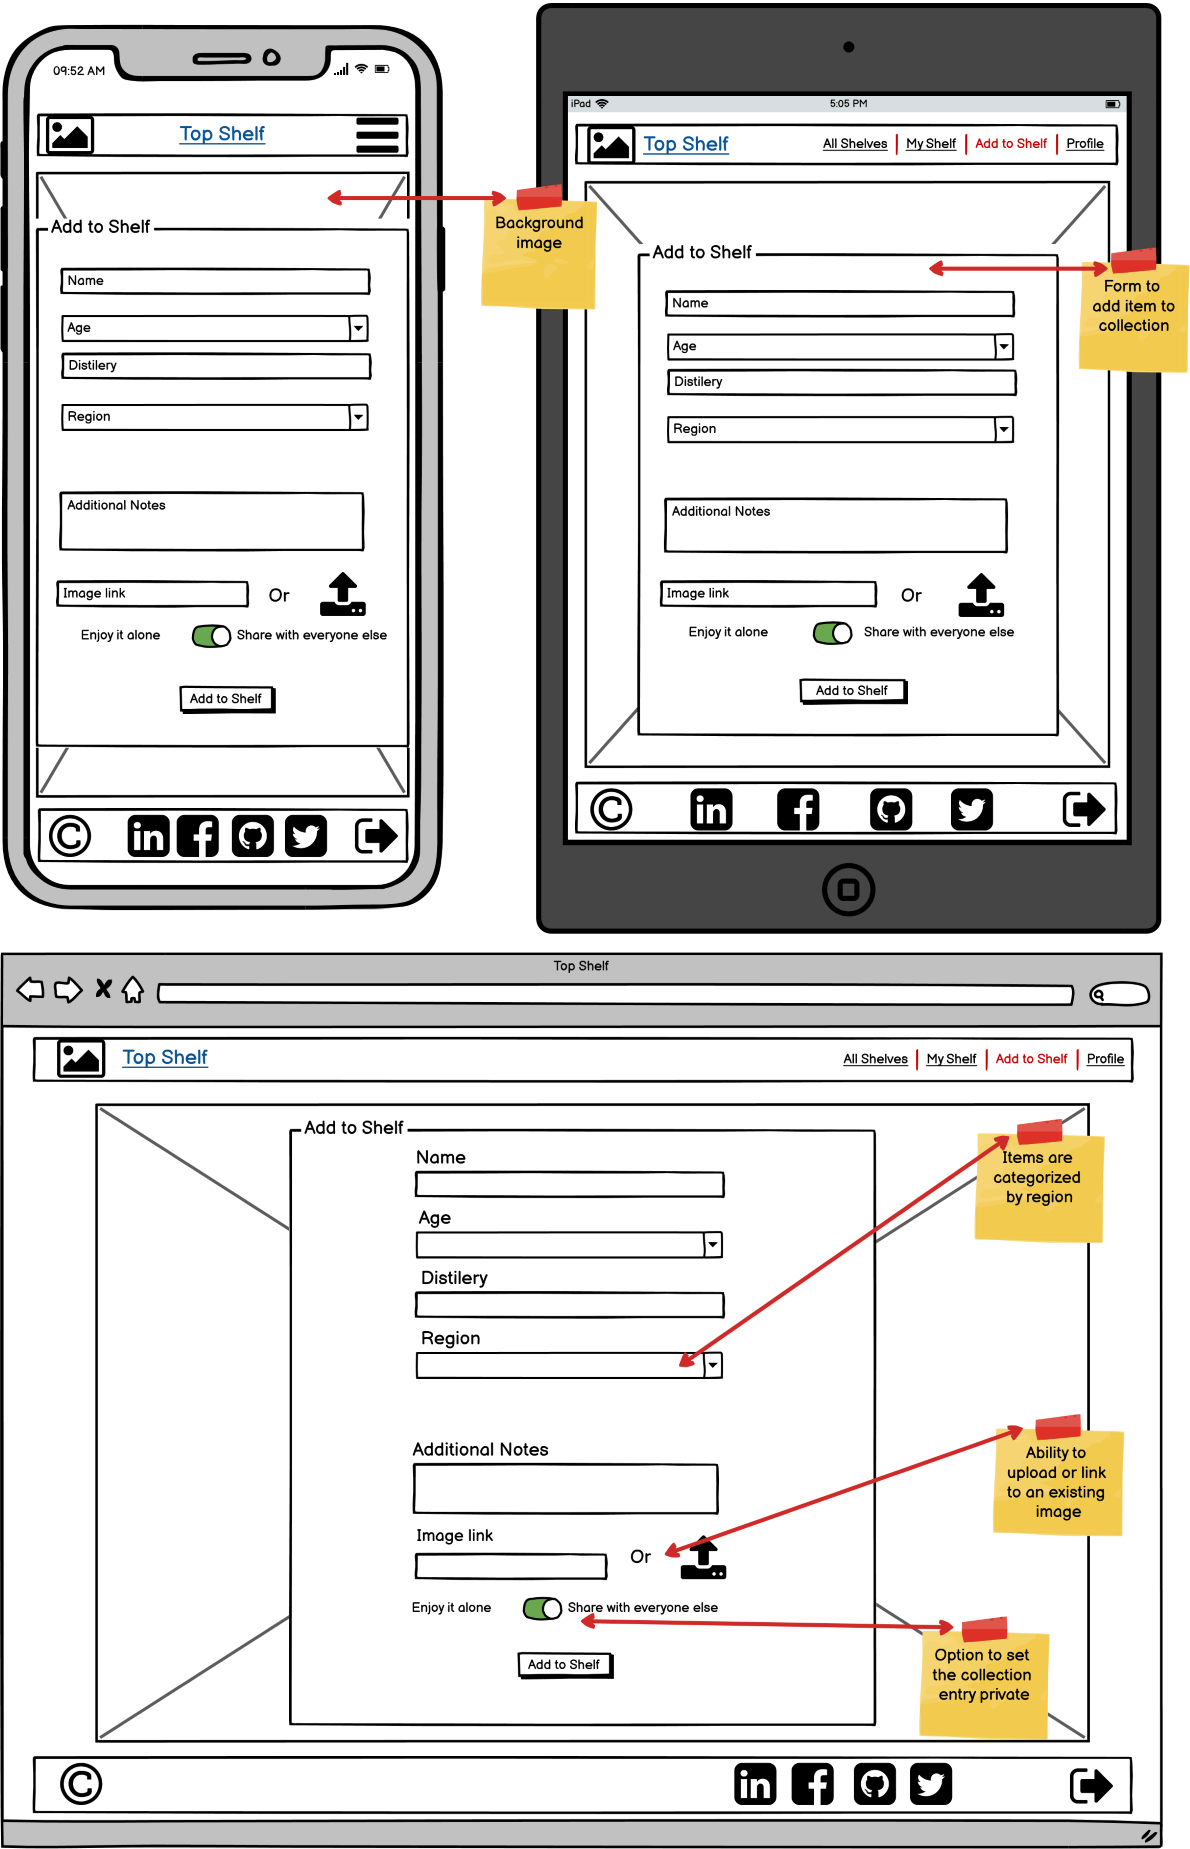 09:52 AM
Top Shelf
Add to Shelf
Name
Age
Distilery
Region
Additional Notes
Image link
Or
Enjoy it alone
Share with everyone else
Add to Shelf
Background
image
iPad
5:05 PM
Top Shelf
All Shelves
My Shelf
Add to Shelf
Profile
Add to Shelf
Name
Age
Distilery
Region
Additional Notes
Image link
Or
Enjoy it alone
Share with everyone else
Add to Shelf
Form to
add item to
collection
Top Shelf
Top Shelf
All Shelves
My Shelf
Add to Shelf
Profile
Add to Shelf
Name
Age
Distilery
Region
Additional Notes
Image link
Or
Enjoy it alone
Share with everyone else
Add to Shelf
Items are
categorized
by region
Ability to
upload or link
to an existing
image
Option to set
the collection
entry private